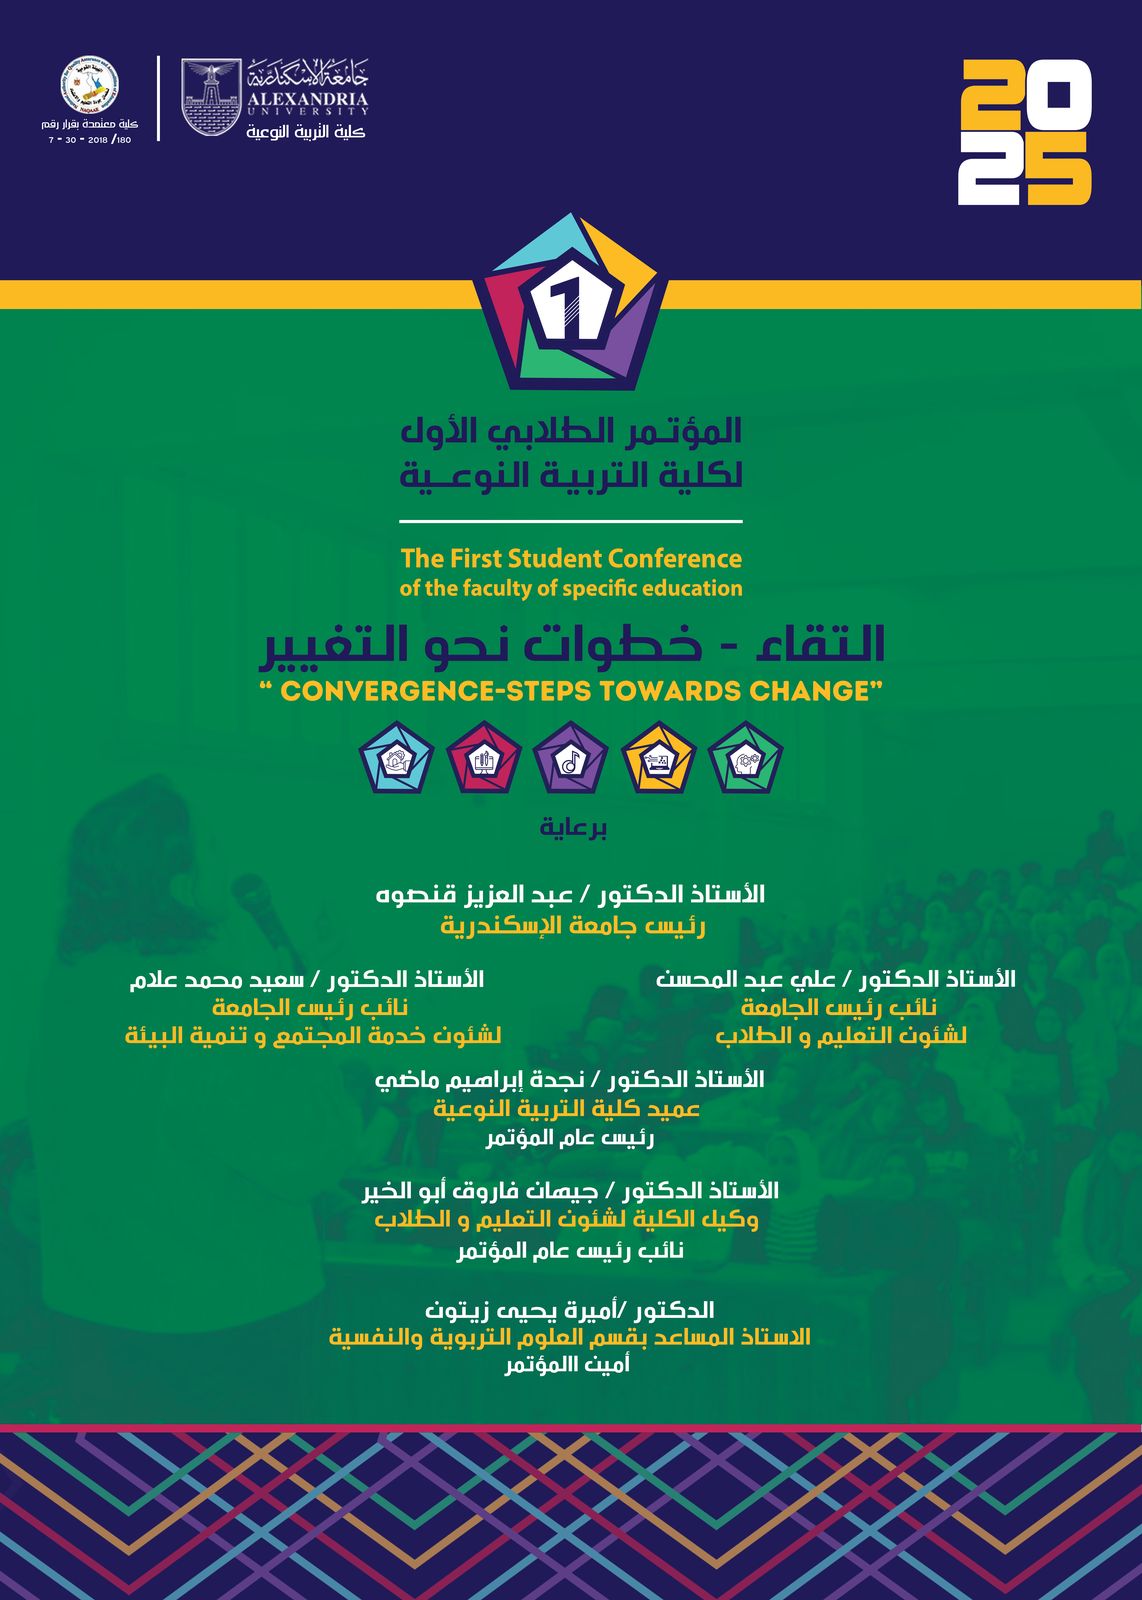 كلية معتمدة بقرار رقم
180/ 2018 - 30 - 7
جامعة الإسكندرية
ALEXANDRIA
UNIVERSITY
كلية التربية النوعية
20
25
1
المؤتمر الطلابي الأول
لكلية التربية النوعية
The First Student Conference
of the faculty of specific education
التقاء - خطوات نحو التغيير
“ CONVERGENCE-STEPS TOWARDS CHANGE”
برعاية
الأستاذ الدكتور / عبد العزيز قنصوه
رئيس جامعة الإسكندرية
الأستاذ الدكتور / علي عبد المحسن
نائب رئيس الجامعة
لشئون التعليم و الطلاب
الأستاذ الدكتور / سعيد محمد علام
نائب رئيس الجامعة
لشئون خدمة المجتمع و تنمية البيئة
الأستاذ الدكتور / نجدة إبراهيم ماضي
عميد كلية التربية النوعية
رئيس عام المؤتمر
الأستاذ الدكتور / جيهان فاروق أبو الخير
وكيل الكلية لشئون التعليم و الطلاب
نائب رئيس عام المؤتمر
الدكتور /أميرة يحيى زيتون
الاستاذ المساعد بقسم العلوم التربوية والنفسية
أمين االمؤتمر